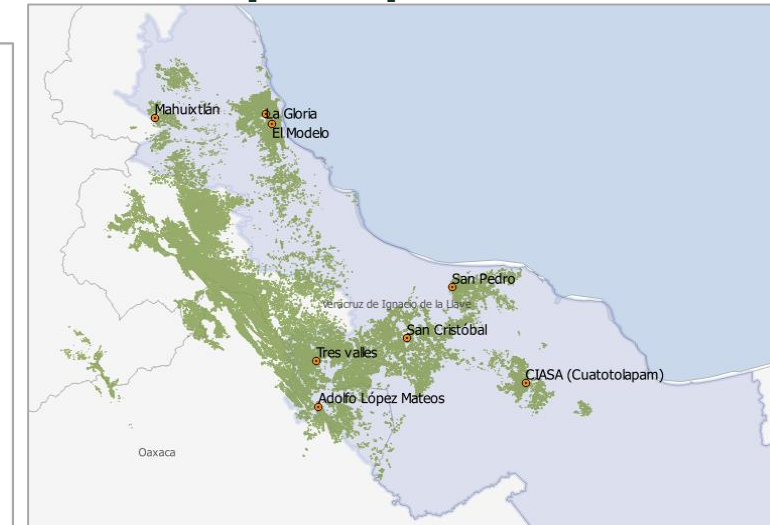 Mahuixtlán
La Gloria
El Modelo
San Pedro
Veracruz de Ignacio de la Llave
San Cristóbal
Tres valles
CIASA (Cuatotolapam)
Adolfo López Mateos
Oaxaca